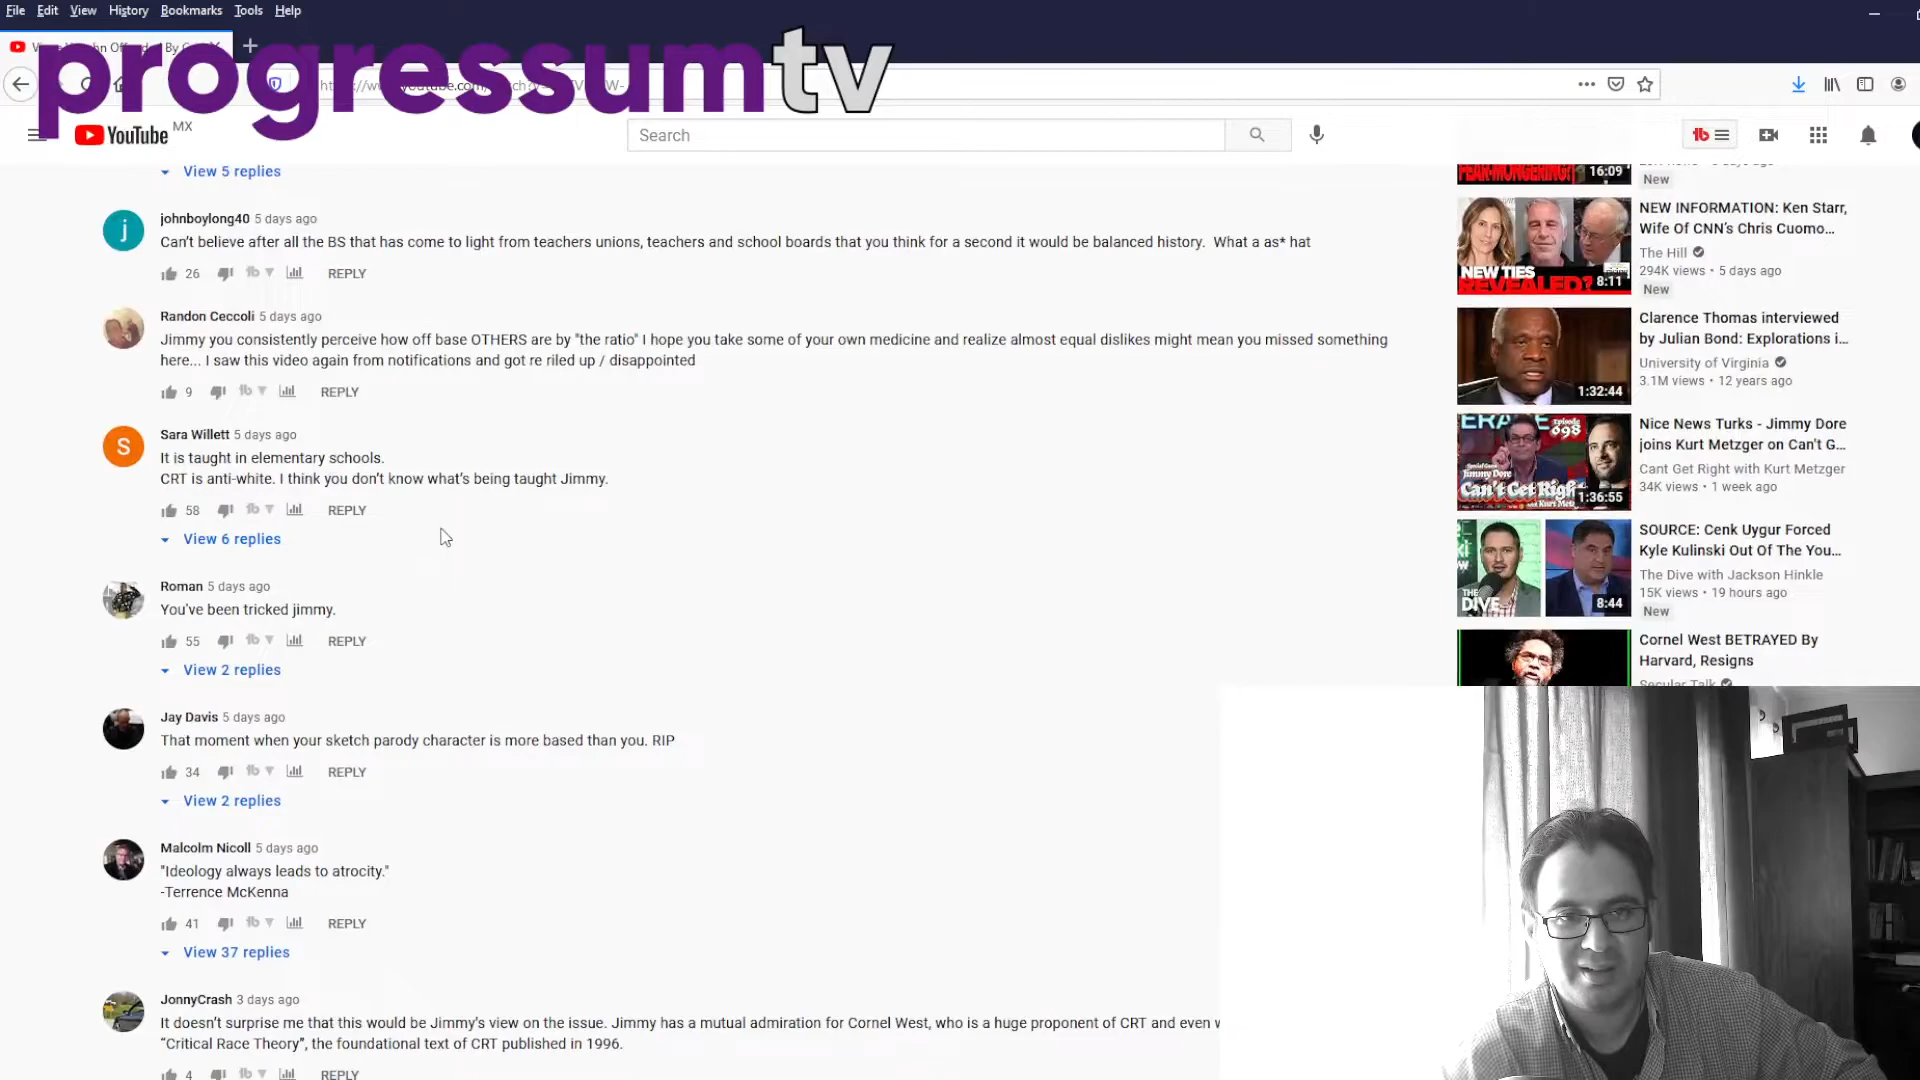 File Edit View History Bookmarks Tools Help
progressumtv
YouTube MX
Search
View 5 replies
johnboylong40 5 days ago
Can't believe after all the BS that has come to light from teachers unions, teachers and school boards that you think for a second it would be balanced history. What a as* hat
26 REPLY
Randon Ceccoli 5 days ago
Jimmy you consistently perceive how off base OTHERS are by "the ratio" I hope you take some of your own medicine and realize almost equal dislikes might mean you missed something
here... I saw this video again from notifications and got re riled up / disappointed
9 REPLY
Sara Willett 5 days ago
It is taught in elementary schools.
CRT is anti-white. I think you don't know what's being taught Jimmy.
58 REPLY
View 6 replies
Roman 5 days ago
You've been tricked jimmy.
55 REPLY
View 2 replies
Jay Davis 5 days ago
That moment when your sketch parody character is more based than you. RIP
34 REPLY
View 2 replies
Malcolm Nicoll 5 days ago
"Ideology always leads to atrocity."
-Terrence McKenna
41 REPLY
View 37 replies
JonnyCrash 3 days ago
It doesn't surprise me that this would be Jimmy's view on the issue. Jimmy has a mutual admiration for Cornel West, who is a huge proponent of CRT and even
"Critical Race Theory", the foundational text of CRT published in 1996.
4 REPLY
FEAR-MONGERING!
16:09
New
NEW TIES
REVEALED?
8:11
NEW INFORMATION: Ken Starr,
Wife Of CNN's Chris Cuomo...
The Hill
294K views • 5 days ago
New
1:32:44
Clarence Thomas interviewed
by Julian Bond: Explorations i...
University of Virginia
3.1M views • 12 years ago
Episode
698
Special Guest
Jimmy Dore
Can't Get Right
1:36:55
Nice News Turks - Jimmy Dore
joins Kurt Metzger on Can't G...
Cant Get Right with Kurt Metzger
34K views • 1 week ago
THE
DIVE
8:44
SOURCE: Cenk Uygur Forced
Kyle Kulinski Out Of The You...
The Dive with Jackson Hinkle
15K views • 19 hours ago
New
Cornel West BETRAYED By
Harvard, Resigns
Secular Talk